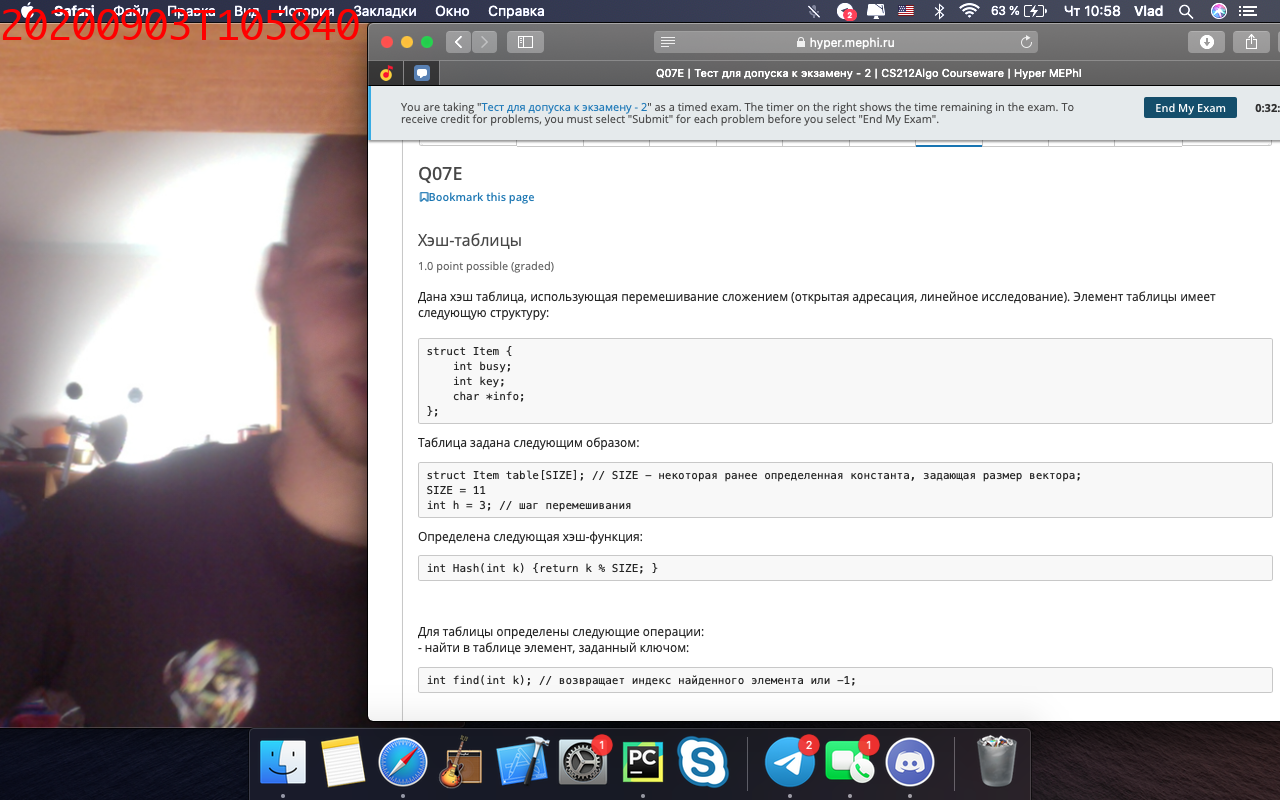 20200903T105840
Safari Файл Правка Вид История Закладки Окно Справка
2
63 % Чт 10:58 Vlad
hyper.mephi.ru
Q07E | Тест для допуска к экзамену - 2 | CS212Algo Courseware | Hyper MEPhI
You are taking "Тест для допуска к экзамену - 2" as a timed exam. The timer on the right shows the time remaining in the exam. To
receive credit for problems, you must select "Submit" for each problem before you select "End My Exam".
End My Exam
0:32:
Q07E
Bookmark this page
Хэш-таблицы
1.0 point possible (graded)
Дана хэш таблица, использующая перемешивание сложением (открытая адресация, линейное исследование). Элемент таблицы имеет
следующую структуру:
struct Item {
int busy;
int key;
char *info;
};
Таблица задана следующим образом:
struct Item table[SIZE]; // SIZE – некоторая ранее определенная константа, задающая размер вектора;
SIZE = 11
int h = 3; // шаг перемешивания
Определена следующая хэш-функция:
int Hash(int k) {return k % SIZE; }
Для таблицы определены следующие операции:
- найти в таблице элемент, заданный ключом:
int find(int k); // возвращает индекс найденного элемента или –1;
1
PC
2
1